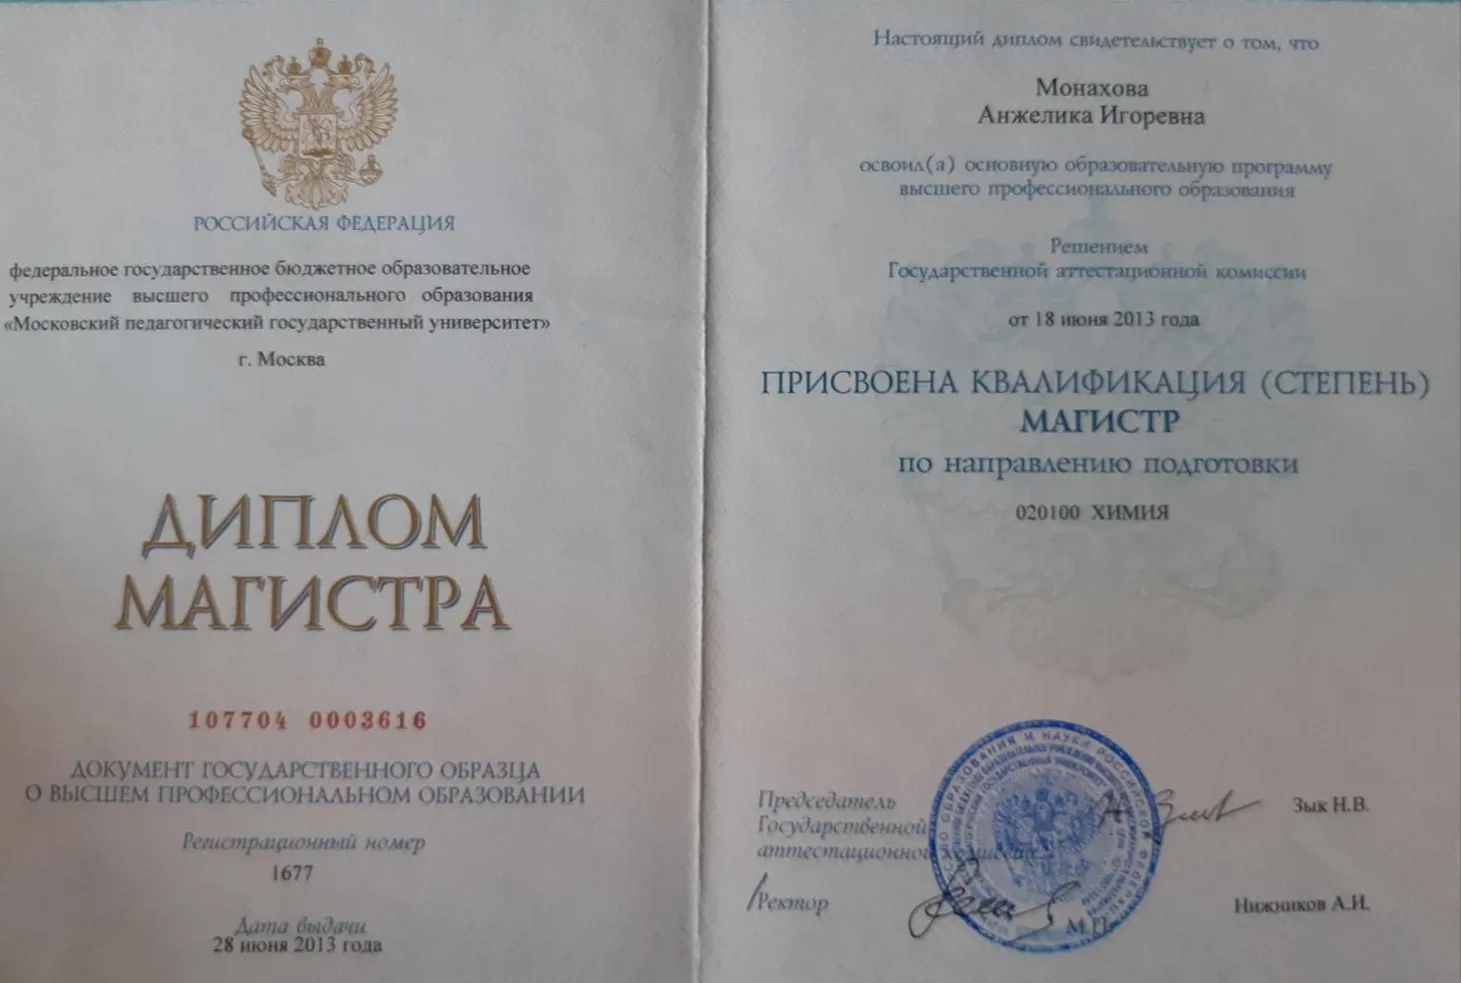 РОССИЙСКАЯ ФЕДЕРАЦИЯ
федеральное государственное бюджетное образовательное
учреждение высшего профессионального образования
«Московский педагогический государственный университет»
г. Москва
ДИПЛОМ
МАГИСТРА
107704 0003616
ДОКУМЕНТ ГОСУДАРСТВЕННОГО ОБРАЗЦА
О ВЫСШЕМ ПРОФЕССИОНАЛЬНОМ ОБРАЗОВАНИИ
Регистрационный номер
1677
Дата выдачи
28 июня 2013 года
Настоящий диплом свидетельствует о том, что
Монахова
Анжелика Игоревна
освоил(а) основную образовательную программу
высшего профессионального образования
Решением
Государственной аттестационной комиссии
от 18 июня 2013 года
ПРИСВОЕНА КВАЛИФИКАЦИЯ (СТЕПЕНЬ)
МАГИСТР
по направлению подготовки
020100 ХИМИЯ
Председатель
Государственной
аттестационной комиссии
Зык Н.В.
Ректор
Нижников А.И.
М.П.